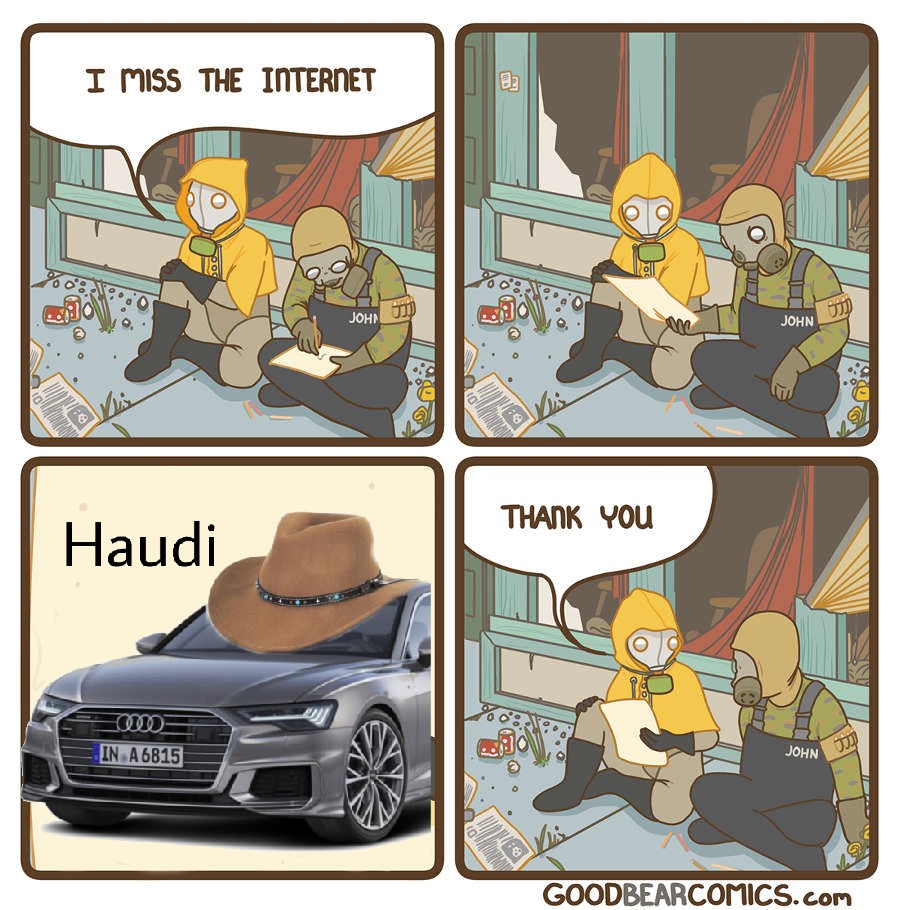 I MISS THE INTERNET
JOHN
JOHN
Haudi
IN A 6815
THANK YOU
JOHN
GOODBEARCOMICS.com